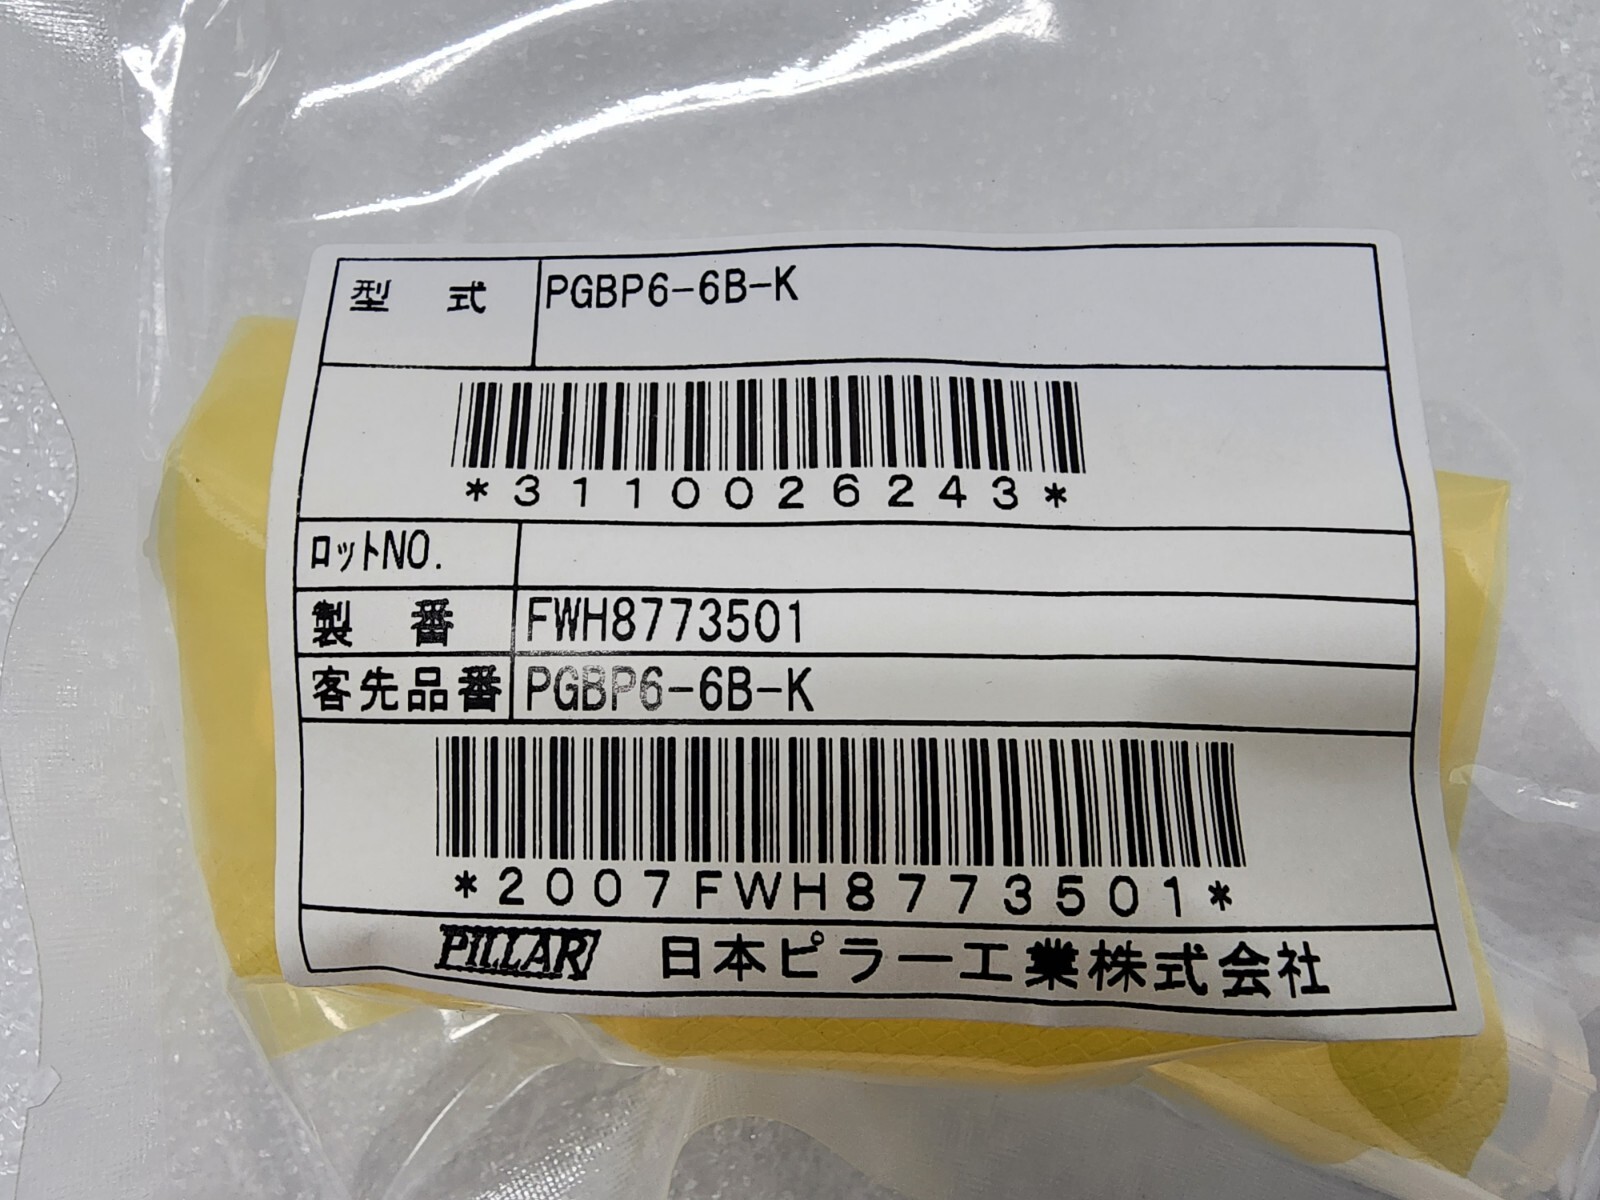 型 式 PGBP6-6B-K
*3110026243*
ロットNO.
製 番 FWH8773501
客先品番 PGBP6-6B-K
*2007FWH8773501*
PILLAR 日本ピラー工業株式会社